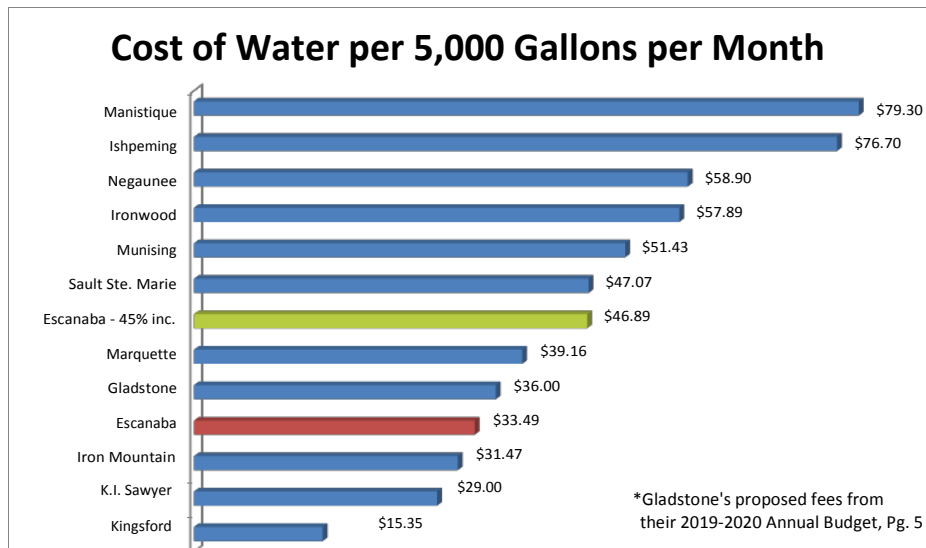 Cost of Water per 5,000 Gallons per Month
Manistique $79.30
Ishpeming $76.70
Negaunee $58.90
Ironwood $57.89
Munising $51.43
Sault Ste. Marie $47.07
Escanaba - 45% inc. $46.89
Marquette $39.16
Gladstone $36.00
Escanaba $33.49
Iron Mountain $31.47
K.I. Sawyer $29.00
Kingsford $15.35
*Gladstone's proposed fees from
their 2019-2020 Annual Budget, Pg. 5